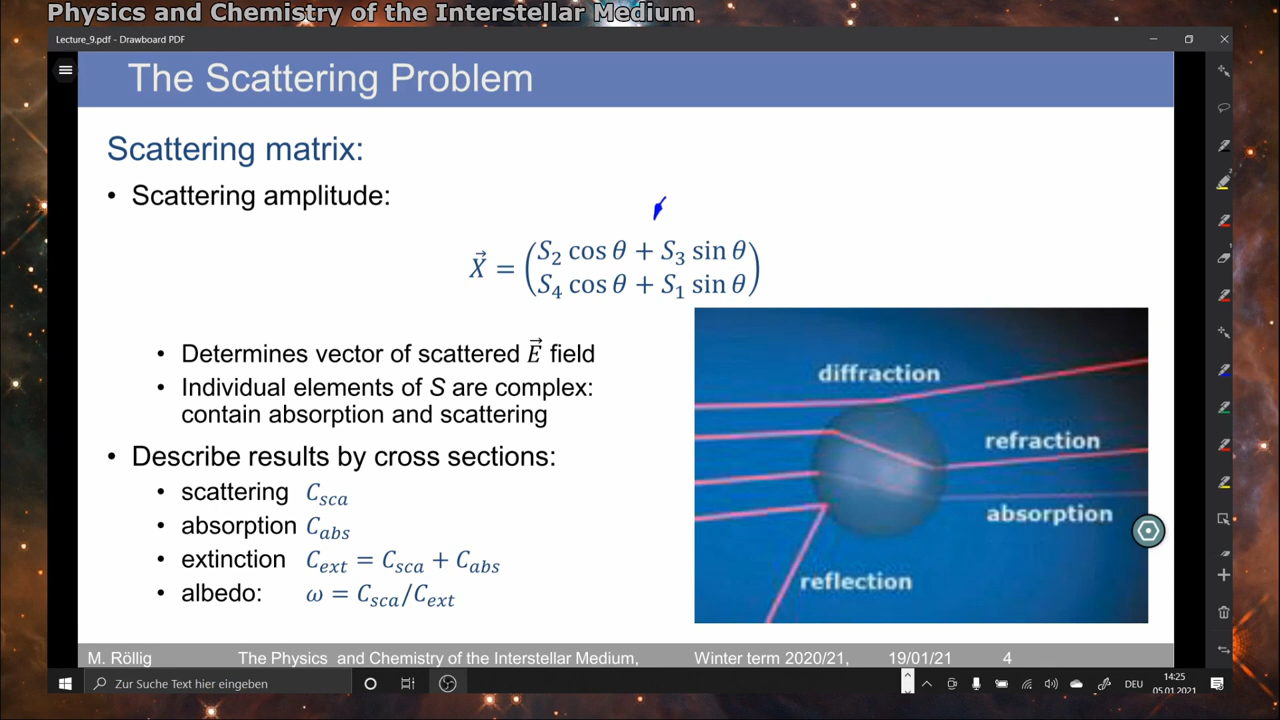 Physics and Chemistry of the Interstellar Medium
Lecture_9.pdf - Drawboard PDF
The Scattering Problem
Scattering matrix:
• Scattering amplitude:
X⃗ = (S₂ cos θ + S₃ sin θ
S₄ cos θ + S₁ sin θ)
• Determines vector of scattered E⃗ field
• Individual elements of S are complex:
contain absorption and scattering
• Describe results by cross sections:
• scattering C_sca
• absorption C_abs
• extinction C_ext = C_sca + C_abs
• albedo: ω = C_sca/C_ext
diffraction
refraction
absorption
reflection
M. Röllig The Physics and Chemistry of the Interstellar Medium, Winter term 2020/21, 19/01/21 4
Zur Suche Text hier eingeben
DEU
14:25
05.01.2021